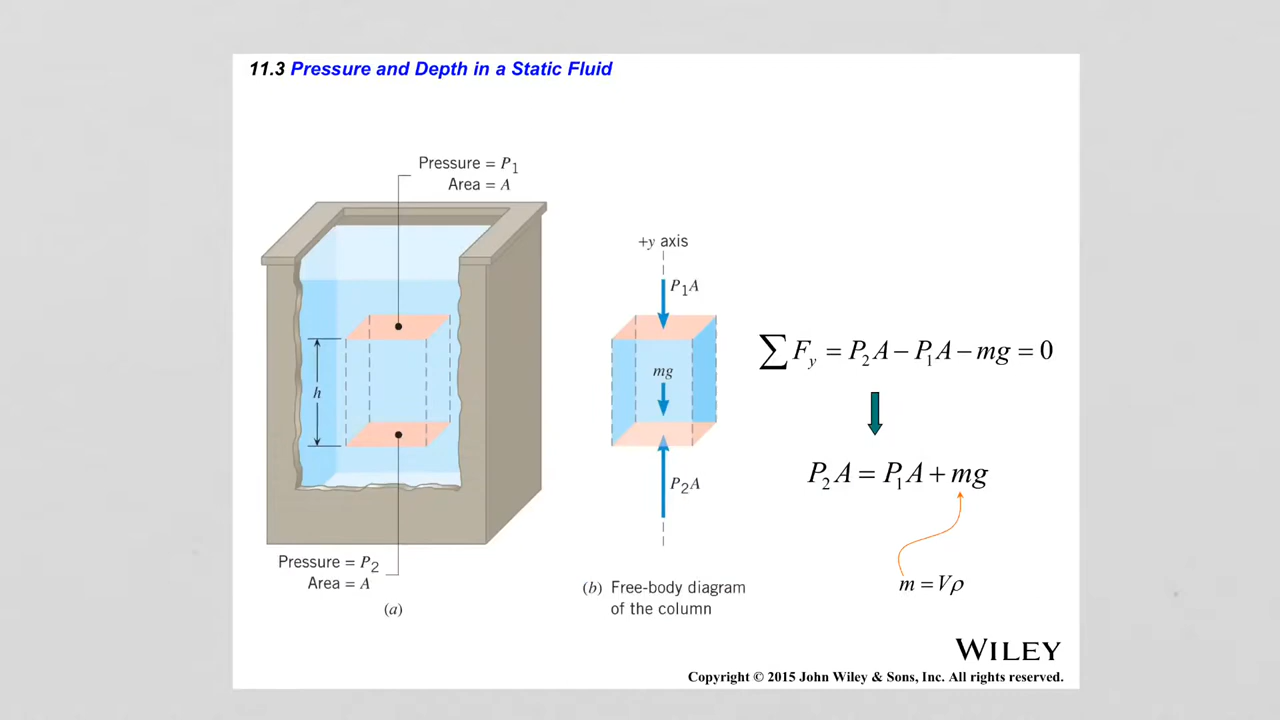 11.3 Pressure and Depth in a Static Fluid
Pressure = P₁
Area = A
h
Pressure = P₂
Area = A
(a)
+y axis
P₁A
mg
P₂A
(b) Free-body diagram
of the column
∑ Fᵧ = P₂A − P₁A − mg = 0
P₂A = P₁A + mg
m = Vρ
WILEY
Copyright © 2015 John Wiley & Sons, Inc. All rights reserved.